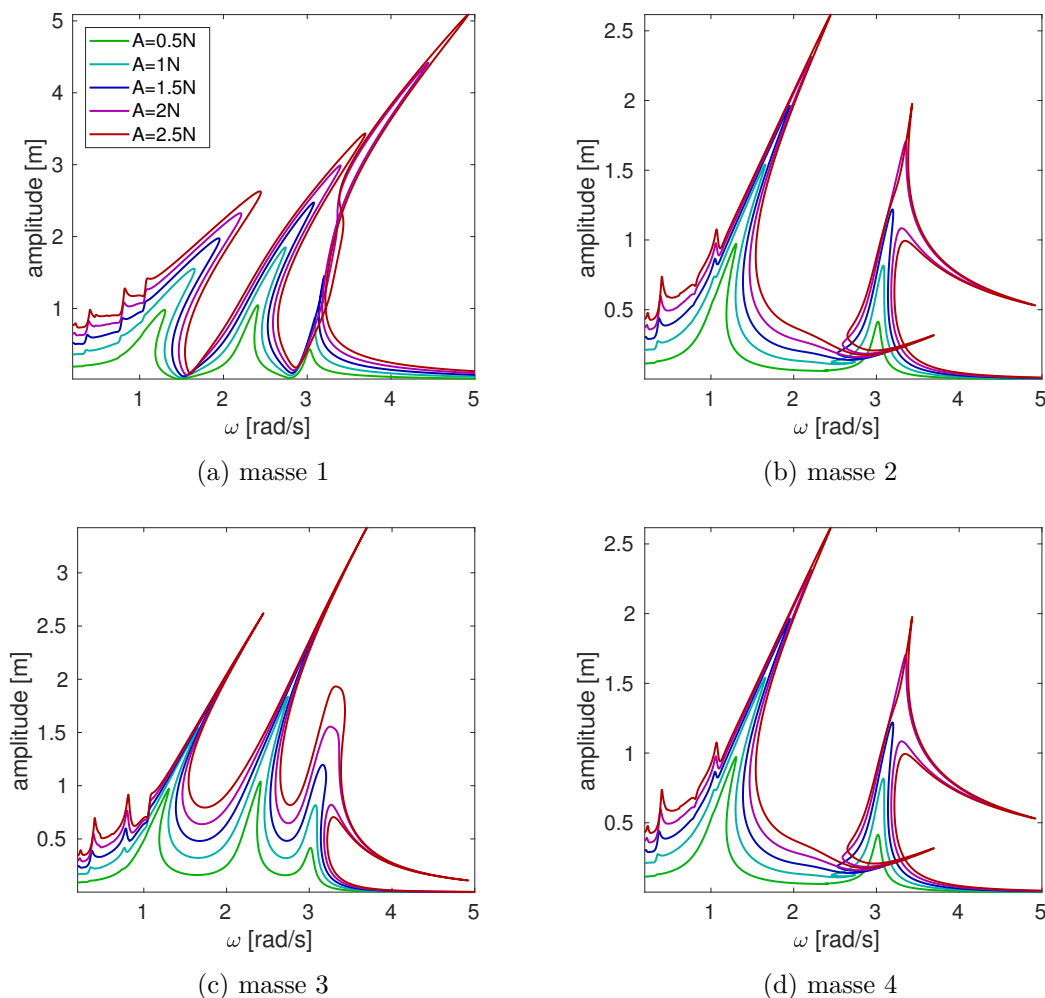 A=0.5N
A=1N
A=1.5N
A=2N
A=2.5N
amplitude [m]
5
4
3
2
1
1 2 3 4 5
ω [rad/s]
(a) masse 1
amplitude [m]
2.5
2
1.5
1
0.5
1 2 3 4 5
ω [rad/s]
(b) masse 2
amplitude [m]
3
2.5
2
1.5
1
0.5
1 2 3 4 5
ω [rad/s]
(c) masse 3
amplitude [m]
2.5
2
1.5
1
0.5
1 2 3 4 5
ω [rad/s]
(d) masse 4